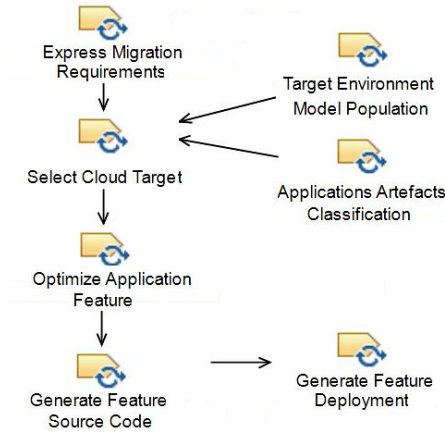 Express Migration
Requirements
Target Environment
Model Population
Select Cloud Target
Applications Artefacts
Classification
Optimize Application
Feature
Generate Feature
Source Code
Generate Feature
Deployment